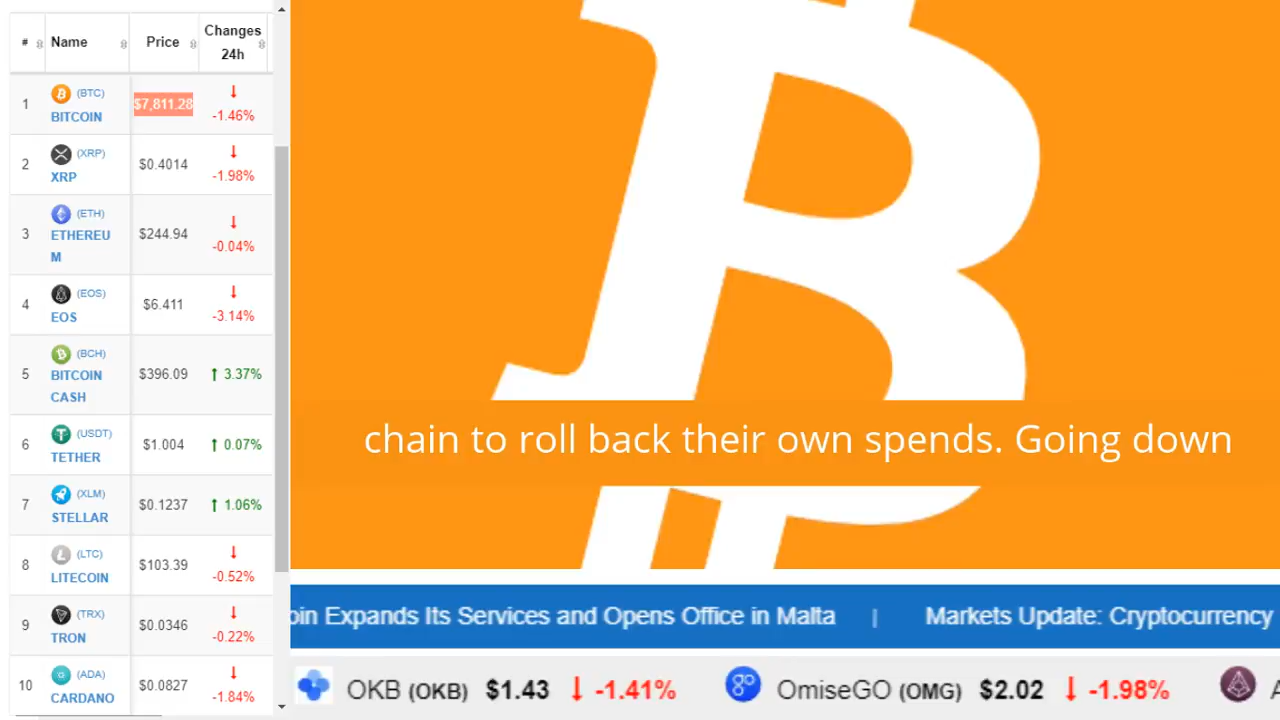 # Name Price Changes 24h
1 (BTC) BITCOIN $7,811.28 -1.46%
2 (XRP) XRP $0.4014 -1.98%
3 (ETH) ETHEREUM $244.94 -0.04%
4 (EOS) EOS $6.411 -3.14%
5 (BCH) BITCOIN CASH $396.09 3.37%
6 (USDT) TETHER $1.004 0.07%
7 (XLM) STELLAR $0.1237 1.06%
8 (LTC) LITECOIN $103.39 -0.52%
9 (TRX) TRON $0.0346 -0.22%
10 (ADA) CARDANO $0.0827 -1.84%
chain to roll back their own spends. Going down
oin Expands Its Services and Opens Office in Malta | Markets Update: Cryptocurrency
OKB (OKB) $1.43 -1.41% OmiseGO (OMG) $2.02 -1.98% A